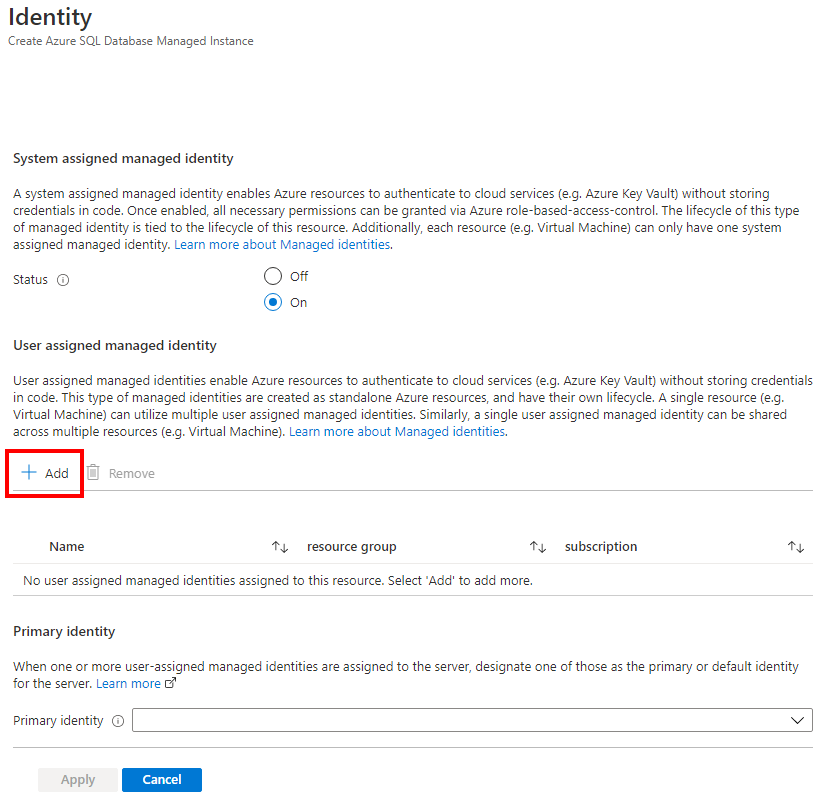 Identity
Create Azure SQL Database Managed Instance
System assigned managed identity
A system assigned managed identity enables Azure resources to authenticate to cloud services (e.g. Azure Key Vault) without storing
credentials in code. Once enabled, all necessary permissions can be granted via Azure role-based-access-control. The lifecycle of this type
of managed identity is tied to the lifecycle of this resource. Additionally, each resource (e.g. Virtual Machine) can only have one system
assigned managed identity. Learn more about Managed identities.
Status
Off
On
User assigned managed identity
User assigned managed identities enable Azure resources to authenticate to cloud services (e.g. Azure Key Vault) without storing credentials
in code. This type of managed identities are created as standalone Azure resources, and have their own lifecycle. A single resource (e.g.
Virtual Machine) can utilize multiple user assigned managed identities. Similarly, a single user assigned managed identity can be shared
across multiple resources (e.g. Virtual Machine). Learn more about Managed identities.
Add Remove
Name resource group subscription
No user assigned managed identities assigned to this resource. Select 'Add' to add more.
Primary identity
When one or more user-assigned managed identities are assigned to the server, designate one of those as the primary or default identity
for the server. Learn more
Primary identity
Apply Cancel